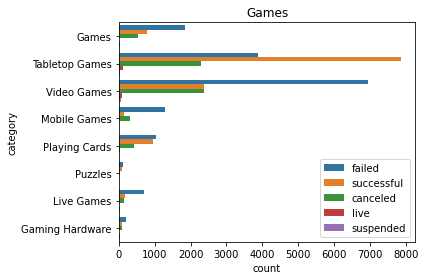 Games
category
Games
Tabletop Games
Video Games
Mobile Games
Playing Cards
Puzzles
Live Games
Gaming Hardware
failed
successful
canceled
live
suspended
0 1000 2000 3000 4000 5000 6000 7000 8000
count